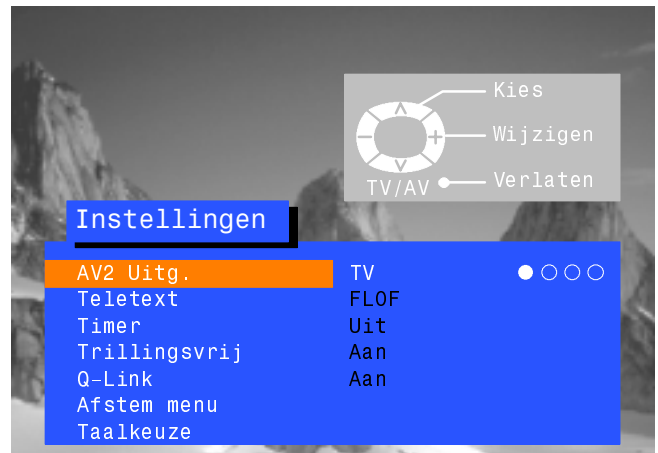 Kies
Wijzigen
TV/AV Verlaten
Instellingen
AV2 Uitg. TV
Teletext FLOF
Timer Uit
Trillingsvrij Aan
Q-Link Aan
Afstem menu
Taalkeuze